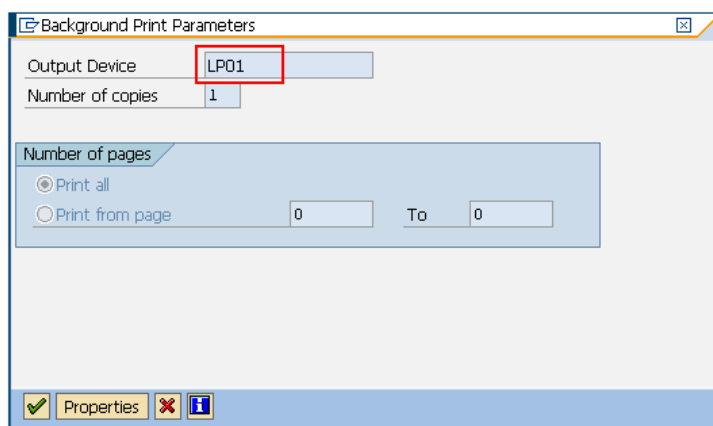 Background Print Parameters
Output Device LP01
Number of copies 1
Number of pages
Print all
Print from page 0 To 0
Properties